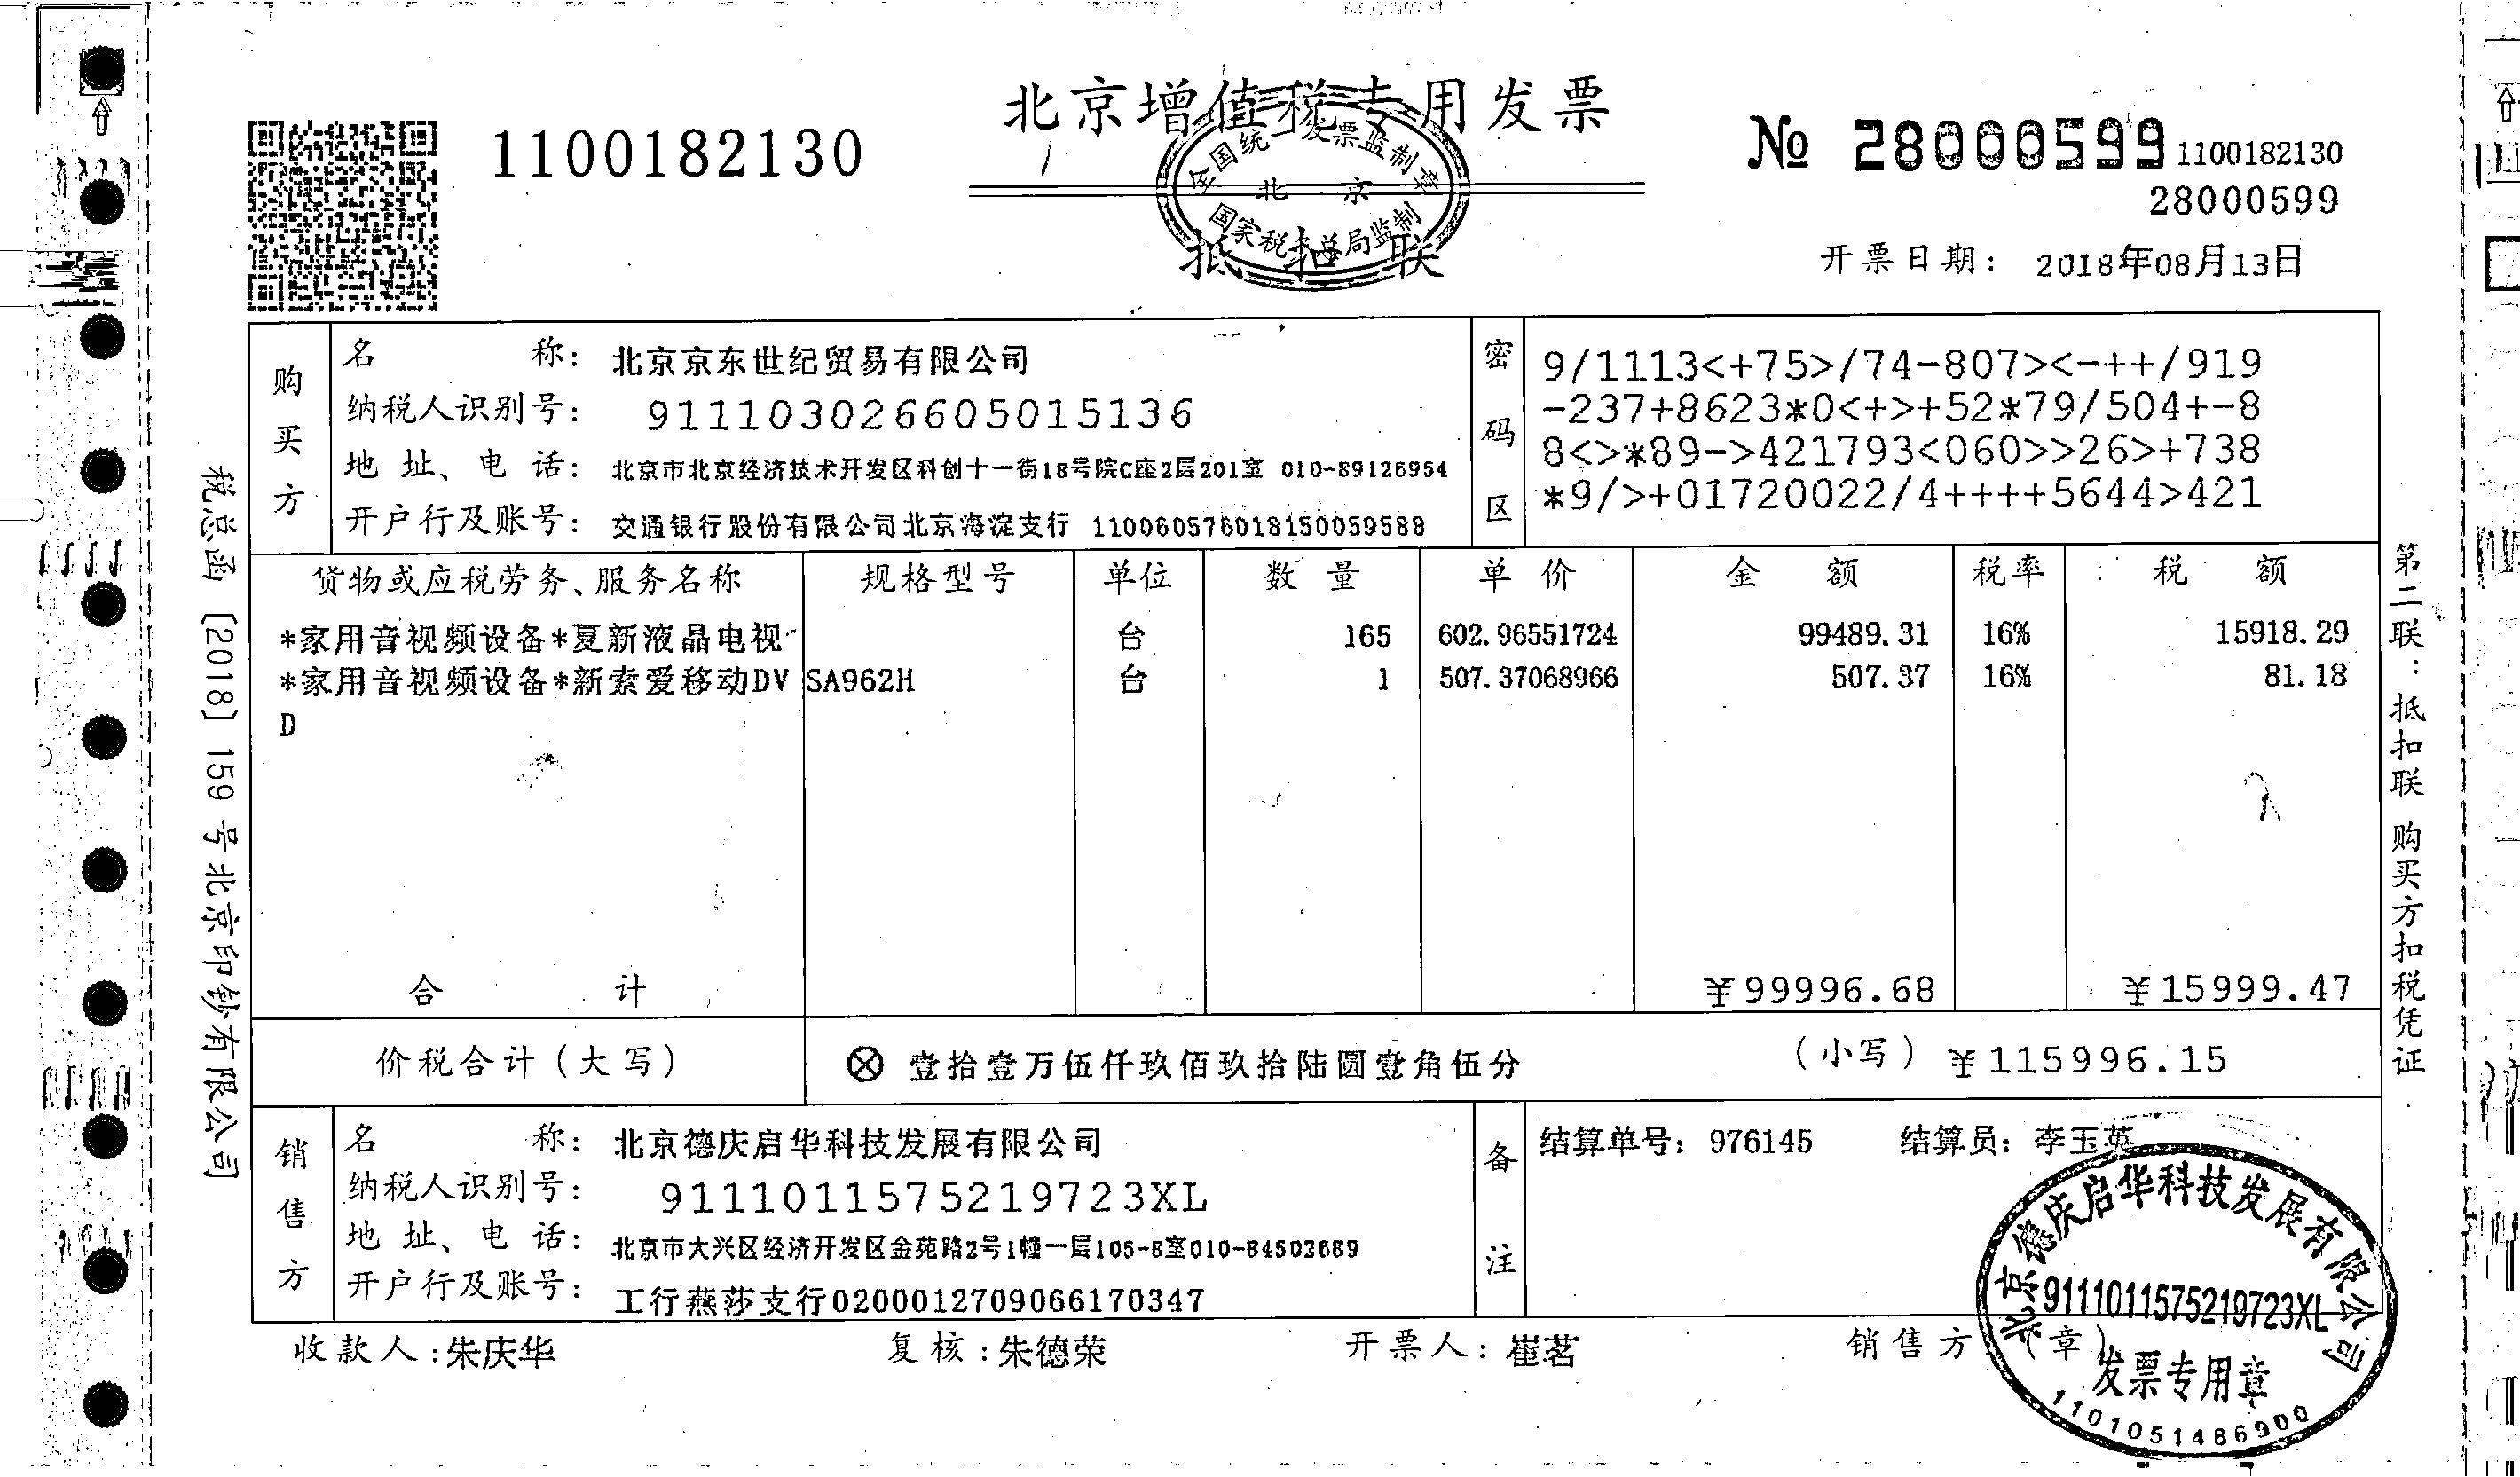 北京增值税专用发票
1100182130
№ 28000599
1100182130
28000599
全国统一发票监制章
北京
国家税务总局监制
抵扣联
开票日期: 2018年08月13日
购买方
名称: 北京京东世纪贸易有限公司
纳税人识别号: 911103026605015136
地址、电话: 北京市北京经济技术开发区科创十一街18号院C座2层201室 010-89126954
开户行及账号: 交通银行股份有限公司北京海淀支行 110060576018150059588
密码区
9/1113<+75>/74-807><-++/919
-237+8623*0<+>+52*79/504+-8
8<>*89->421793<060>>26>+738
*9/>+01720022/4++++5644>421
货物或应税劳务、服务名称 规格型号 单位 数量 单价 金额 税率 税额
*家用音视频设备*夏新液晶电视 台 165 602.96551724 99489.31 16% 15918.29
*家用音视频设备*新索爱移动DV SA962H 台 1 507.37068966 507.37 16% 81.18
D
合计 ¥99996.68 ¥15999.47
价税合计(大写) ⊗ 壹拾壹万伍仟玖佰玖拾陆圆壹角伍分 (小写) ¥115996.15
销售方
名称: 北京德庆启华科技发展有限公司
纳税人识别号: 9111011575219723XL
地址、电话: 北京市大兴区经济开发区金苑路2号1幢一层105-B室010-84503689
开户行及账号: 工行燕莎支行0200012709066170347
备注
结算单号: 976145 结算员: 李玉英
收款人:朱庆华 复核:朱德荣 开票人:崔茗 销售方(章)
北京德庆启华科技发展有限公司
9111011575219723XL
发票专用章
1101051486900
税总函〔2018〕159号北京印钞有限公司
第二联:抵扣联 购买方扣税凭证